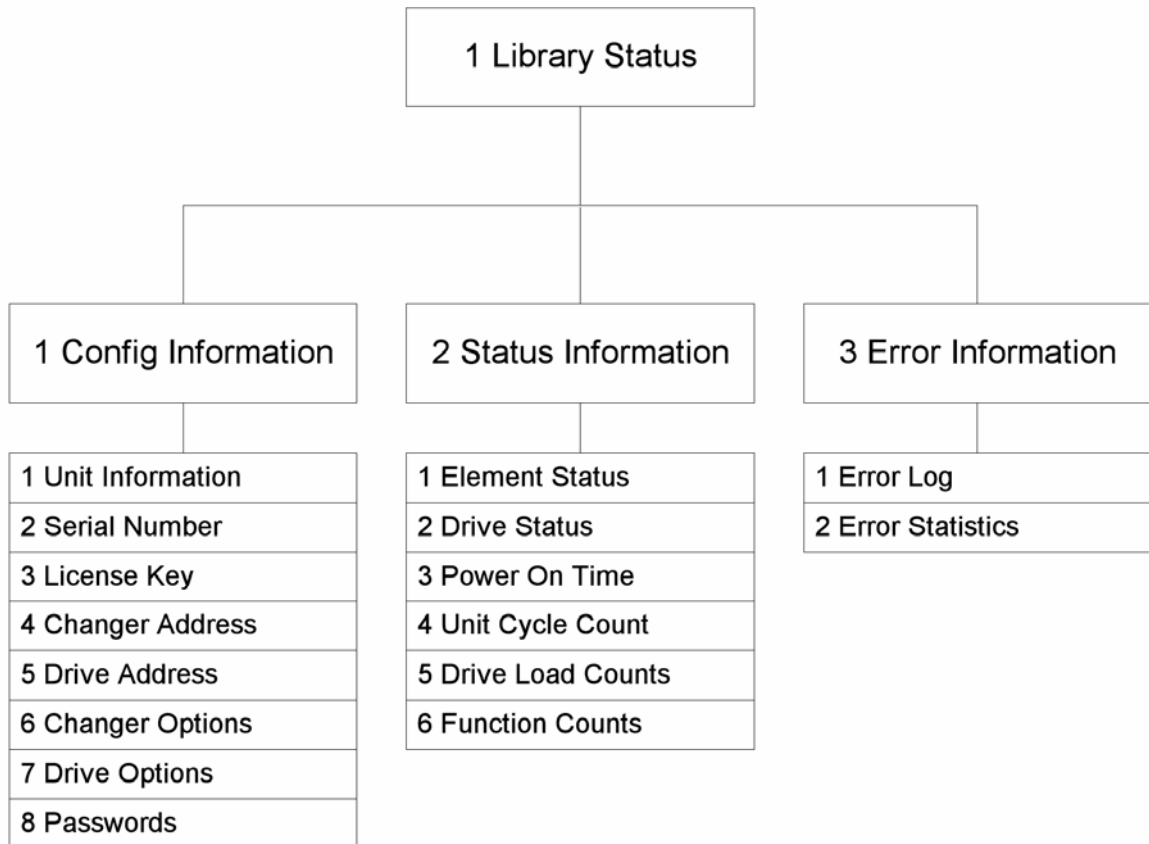 1 Library Status
1 Config Information
2 Status Information
3 Error Information
1 Unit Information
2 Serial Number
3 License Key
4 Changer Address
5 Drive Address
6 Changer Options
7 Drive Options
8 Passwords
1 Element Status
2 Drive Status
3 Power On Time
4 Unit Cycle Count
5 Drive Load Counts
6 Function Counts
1 Error Log
2 Error Statistics